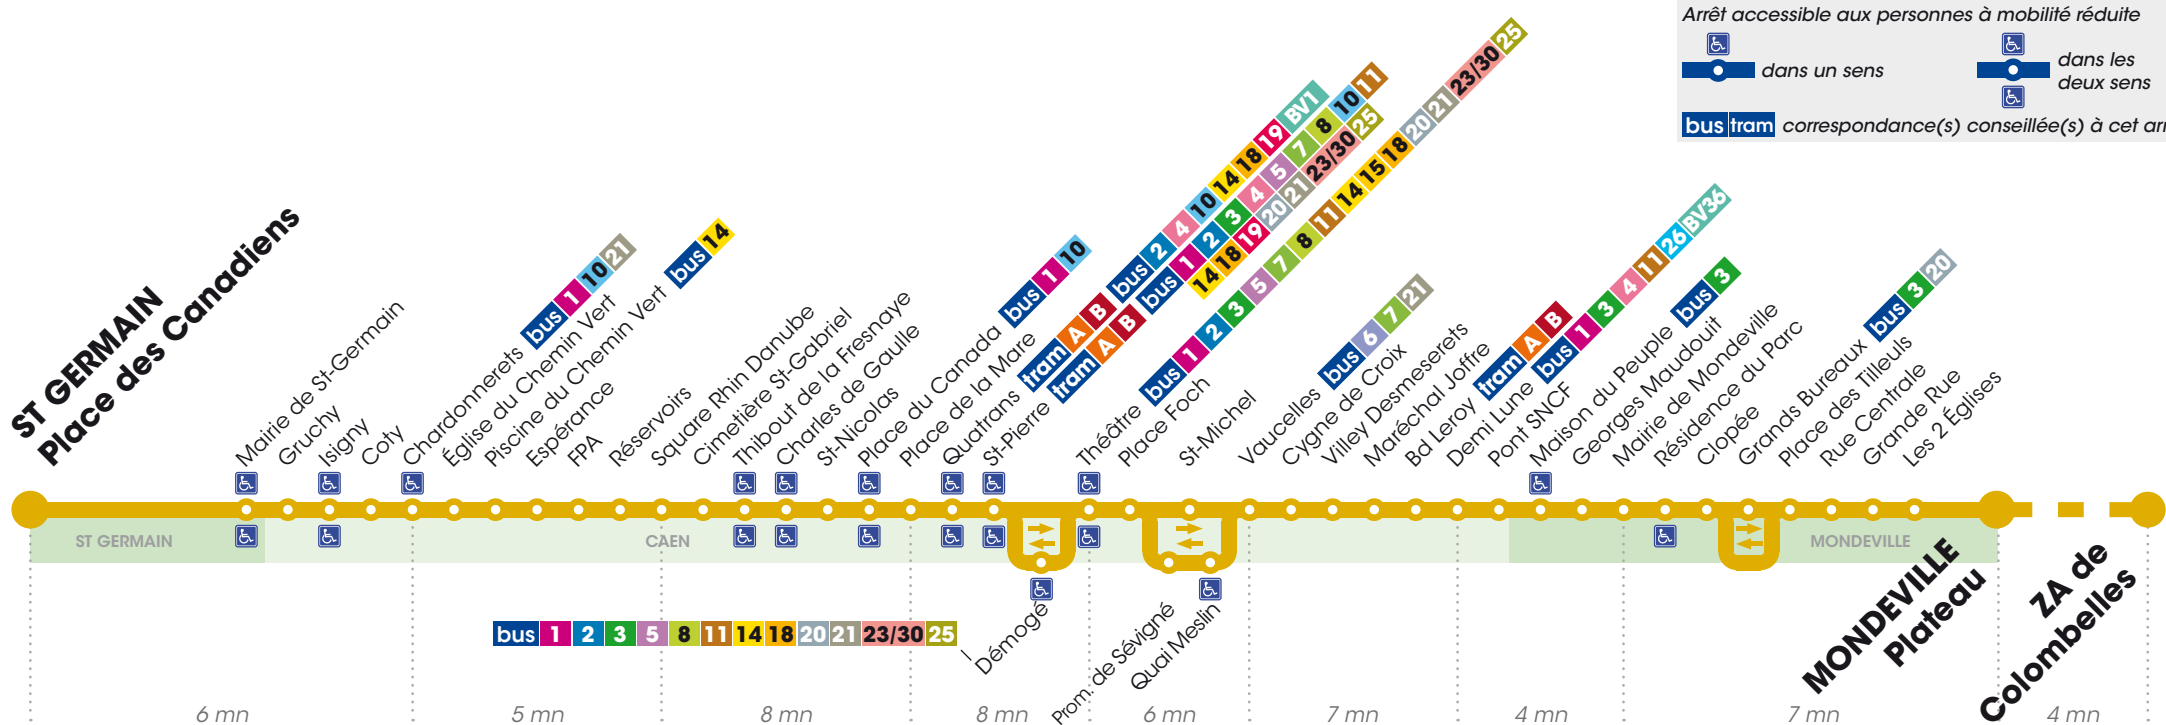 Arrêt accessible aux personnes à mobilité réduite
dans un sens
dans les
deux sens
bus tram correspondance(s) conseillée(s) à cet arr
ST GERMAIN
Place des Canadiens
Mairie de St-Germain
Gruchy
Isigny
Coty
Chardonnerets bus 1 10 21
Église du Chemin Vert
Piscine du Chemin Vert bus 14
Espérance
FPA
Réservoirs
Square Rhin Danube
Cimetière St-Gabriel
Thibout de la Fresnaye
Charles de Gaulle
St-Nicolas
Place du Canada bus 1 10
Place de la Mare
Quatrans tram A B bus 2 4 10 14 18 19 BV1
St-Pierre tram A B bus 1 2 3 4 5 7 8 10 11
14 18 19 20 21 23/30 25
Théâtre bus 1 2 3 5 7 8 11 14 15 18 20 21 23/30 25
Place Foch
St-Michel
Vaucelles bus 6 7 21
Cygne de Croix
Villey Desmeserets
Maréchal Joffre
Bd Leroy tram A B
Demi Lune bus 1 3 4 11 26 BV36
Pont SNCF
Maison du Peuple bus 3
Georges Maudouit
Mairie de Mondeville
Résidence du Parc
Clopée
Grands Bureaux bus 3 20
Place des Tilleuls
Rue Centrale
Grande Rue
Les 2 Églises
ST GERMAIN
CAEN
MONDEVILLE
MONDEVILLE
Plateau
ZA de
Colombelles
bus 1 2 3 5 8 11 14 18 20 21 23/30 25
Démogé
Prom. de Sévigné
Quai Meslin
6 mn
5 mn
8 mn
8 mn
6 mn
7 mn
4 mn
7 mn
4 mn